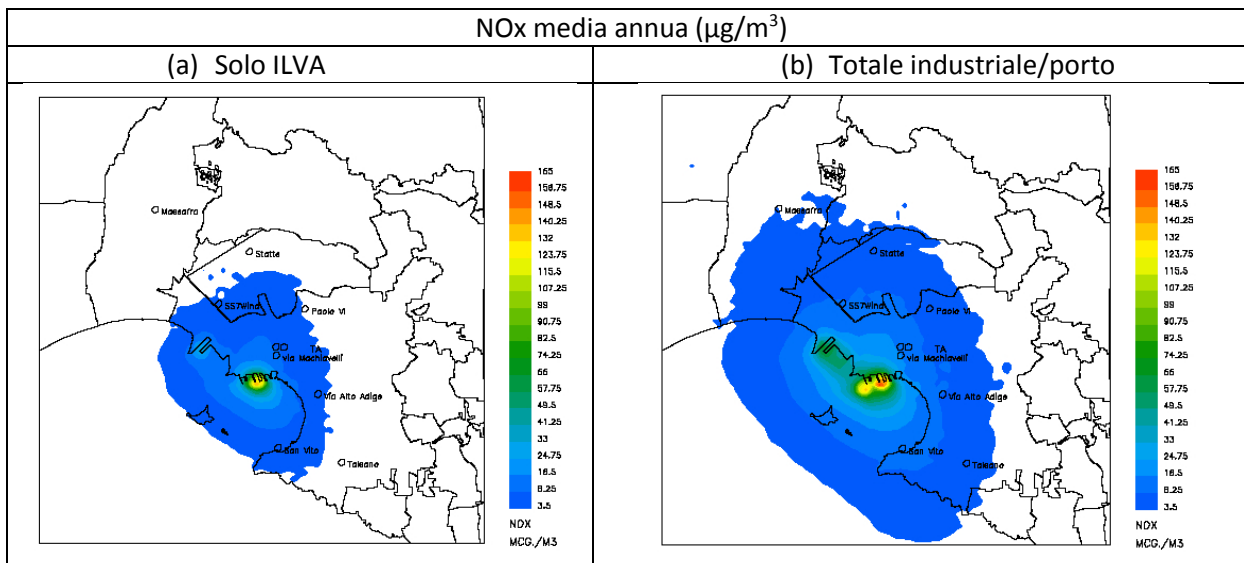 NOx media annua (µg/m³)
(a) Solo ILVA
(b) Totale industriale/porto
Massafra
Statte
SS7Wind
Paolo VI
TA
via Machiavelli
Via Alto Adige
San Vito
Talsano
165
156.75
148.5
140.25
132
123.75
115.5
107.25
99
90.75
82.5
74.25
66
57.75
49.5
41.25
33
24.75
16.5
8.25
3.5
NOX
MCG./M3
Massafra
Statte
SS7Wind
Paolo VI
TA
via Machiavelli
Via Alto Adige
San Vito
Talsano
165
156.75
148.5
140.25
132
123.75
115.5
107.25
99
90.75
82.5
74.25
66
57.75
49.5
41.25
33
24.75
16.5
8.25
3.5
NOX
MCG./M3